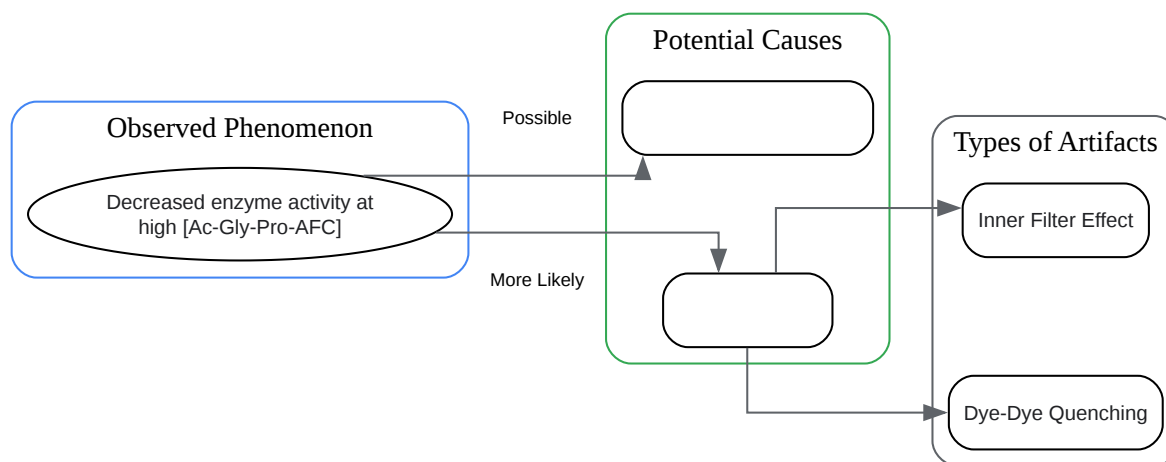 Potential Causes
Possible
Observed Phenomenon
Types of Artifacts
Decreased enzyme activity at
high [Ac-Gly-Pro-AFC]
Inner Filter Effect
More Likely
Dye-Dye Quenching